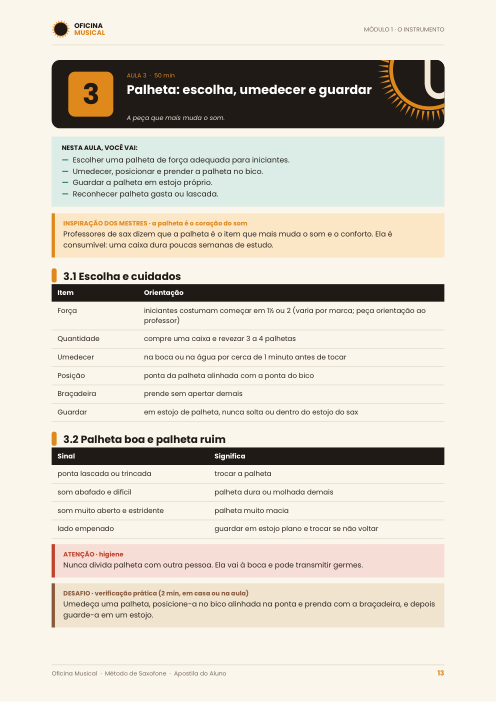 OFICINA
MUSICAL
MÓDULO 1 · O INSTRUMENTO
3
AULA 3 · 50 min
Palheta: escolha, umedecer e guardar
A peça que mais muda o som.
NESTA AULA, VOCÊ VAI:
— Escolher uma palheta de força adequada para iniciantes.
— Umedecer, posicionar e prender a palheta no bico.
— Guardar a palheta em estojo próprio.
— Reconhecer palheta gasta ou lascada.
INSPIRAÇÃO DOS MESTRES · a palheta é o coração do som
Professores de sax dizem que a palheta é o item que mais muda o som e o conforto. Ela é
consumível: uma caixa dura poucas semanas de estudo.
3.1 Escolha e cuidados
Item Orientação
Força iniciantes costumam começar em 1½ ou 2 (varia por marca; peça orientação ao
professor)
Quantidade compre uma caixa e revezar 3 a 4 palhetas
Umedecer na boca ou na água por cerca de 1 minuto antes de tocar
Posição ponta da palheta alinhada com a ponta do bico
Braçadeira prende sem apertar demais
Guardar em estojo de palheta, nunca solta ou dentro do estojo do sax
3.2 Palheta boa e palheta ruim
Sinal Significa
ponta lascada ou trincada trocar a palheta
som abafado e difícil palheta dura ou molhada demais
som muito aberto e estridente palheta muito macia
lado empenado guardar em estojo plano e trocar se não voltar
ATENÇÃO · higiene
Nunca divida palheta com outra pessoa. Ela vai à boca e pode transmitir germes.
DESAFIO · verificação prática (2 min, em casa ou na aula)
Umedeça uma palheta, posicione-a no bico alinhada na ponta e prenda com a braçadeira, e depois
guarde-a em um estojo.
Oficina Musical · Método de Saxofone · Apostila do Aluno
13